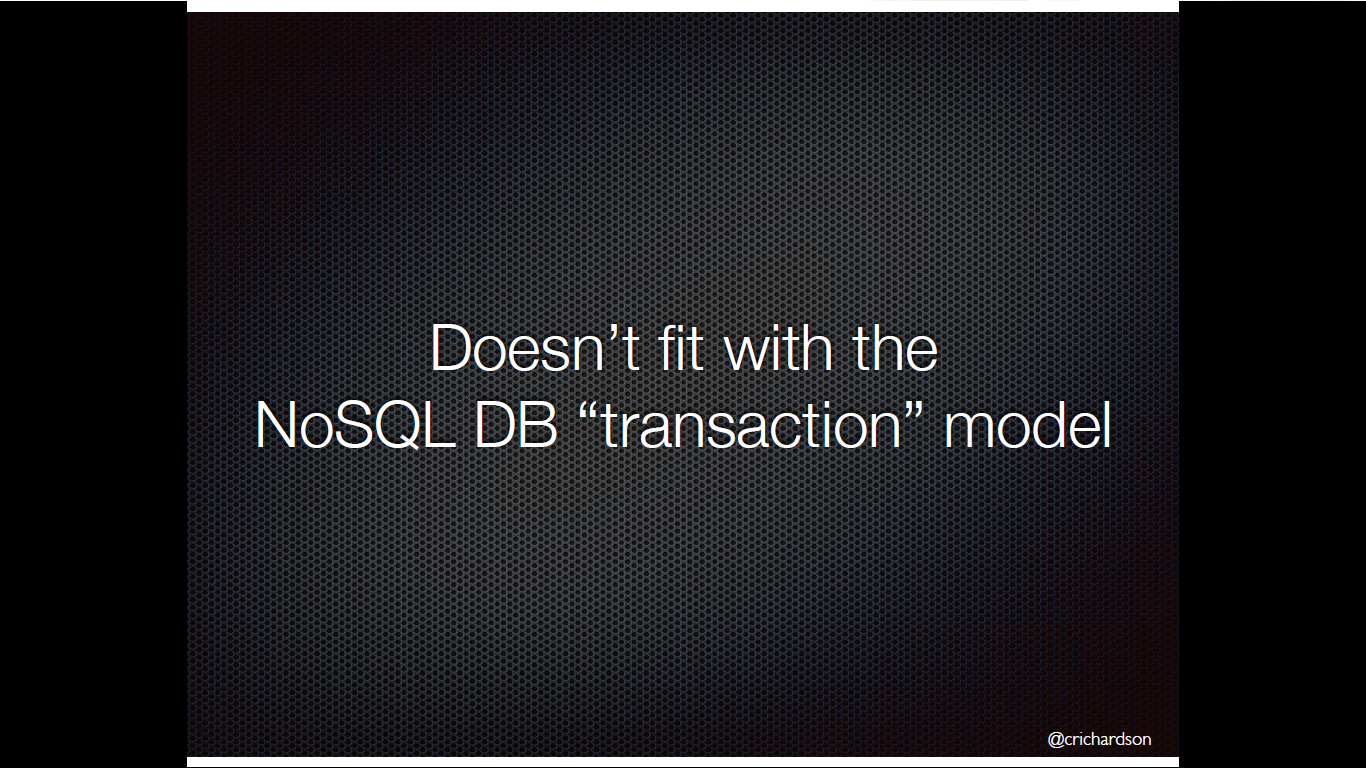 Doesn’t fit with the
NoSQL DB “transaction” model
@crichardson